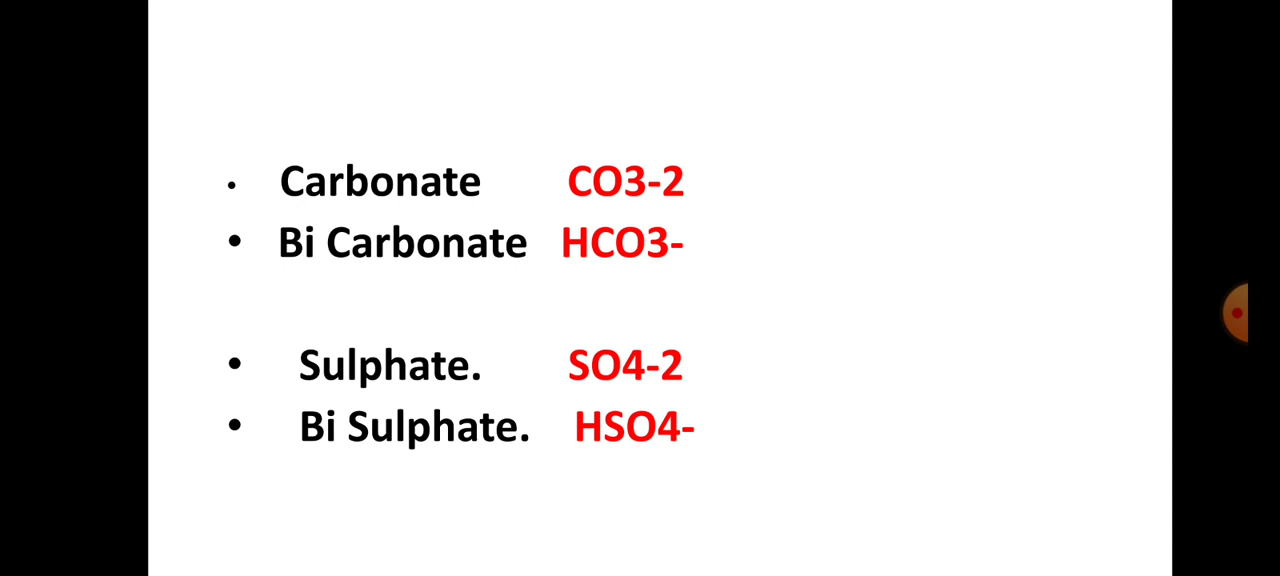 • Carbonate CO3-2
• Bi Carbonate HCO3-
• Sulphate. SO4-2
• Bi Sulphate. HSO4-